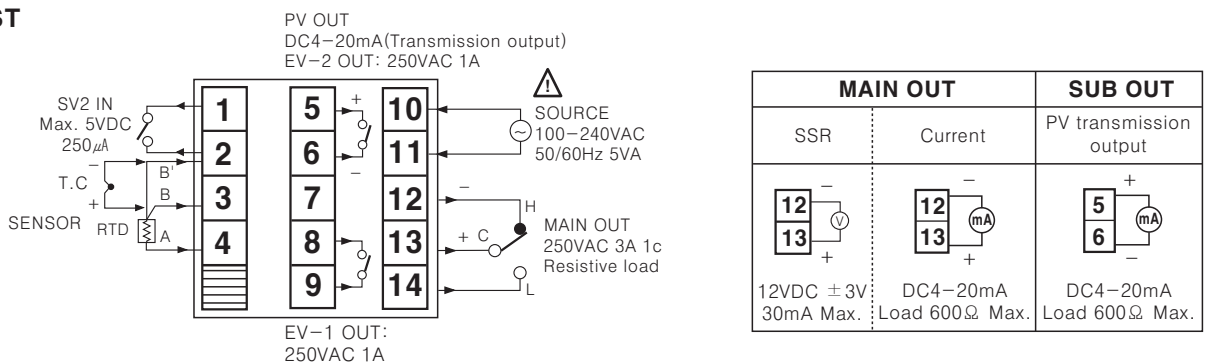 ST
PV OUT
DC4-20mA(Transmission output)
EV-2 OUT: 250VAC 1A
SV2 IN
Max. 5VDC
250㎂
1
2
3
4
5
6
7
8
9
10
11
12
13
14
+
−
SOURCE
100-240VAC
50/60Hz 5VA
−
T.C
+
B'
B
A
SENSOR
RTD
−
H
+ C
L
MAIN OUT
250VAC 3A 1c
Resistive load
EV-1 OUT:
250VAC 1A
MAIN OUT
SUB OUT
SSR
Current
PV transmission
output
−
12
13
V
+
−
12
13
mA
+
+
5
6
mA
−
12VDC ±3V
30mA Max.
DC4-20mA
Load 600Ω Max.
DC4-20mA
Load 600Ω Max.